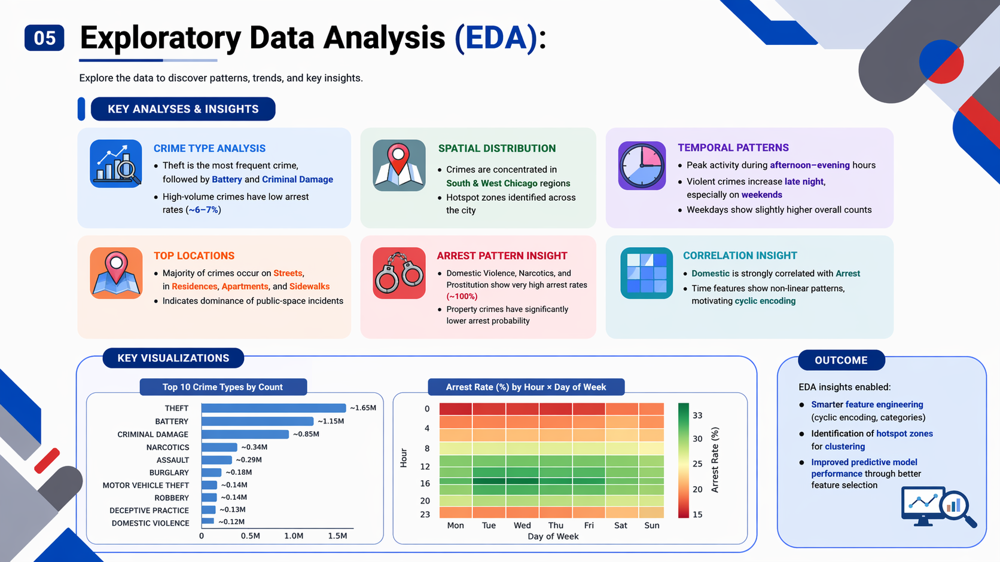 05
Exploratory Data Analysis (EDA):
Explore the data to discover patterns, trends, and key insights.
KEY ANALYSES & INSIGHTS
CRIME TYPE ANALYSIS
• Theft is the most frequent crime,
followed by Battery and Criminal Damage
• High-volume crimes have low arrest
rates (~6–7%)
SPATIAL DISTRIBUTION
• Crimes are concentrated in
South & West Chicago regions
• Hotspot zones identified across
the city
TEMPORAL PATTERNS
• Peak activity during afternoon–evening hours
• Violent crimes increase late night,
especially on weekends
• Weekdays show slightly higher overall counts
TOP LOCATIONS
• Majority of crimes occur on Streets,
in Residences, Apartments, and Sidewalks
• Indicates dominance of public-space incidents
ARREST PATTERN INSIGHT
• Domestic Violence, Narcotics, and
Prostitution show very high arrest rates
(~100%)
• Property crimes have significantly
lower arrest probability
CORRELATION INSIGHT
• Domestic is strongly correlated with Arrest
• Time features show non-linear patterns,
motivating cyclic encoding
KEY VISUALIZATIONS
Top 10 Crime Types by Count
THEFT ~1.65M
BATTERY ~1.15M
CRIMINAL DAMAGE ~0.85M
NARCOTICS ~0.34M
ASSAULT ~0.29M
BURGLARY ~0.18M
MOTOR VEHICLE THEFT ~0.14M
ROBBERY ~0.14M
DECEPTIVE PRACTICE ~0.13M
DOMESTIC VIOLENCE ~0.12M
0 0.5M 1.0M 1.5M
Arrest Rate (%) by Hour × Day of Week
Hour
0
4
8
12
16
20
23
Mon Tue Wed Thu Fri Sat Sun
Day of Week
33
30
25
20
15
Arrest Rate (%)
OUTCOME
EDA insights enabled:
• Smarter feature engineering
(cyclic encoding, categories)
• Identification of hotspot zones
for clustering
• Improved predictive model
performance through better
feature selection